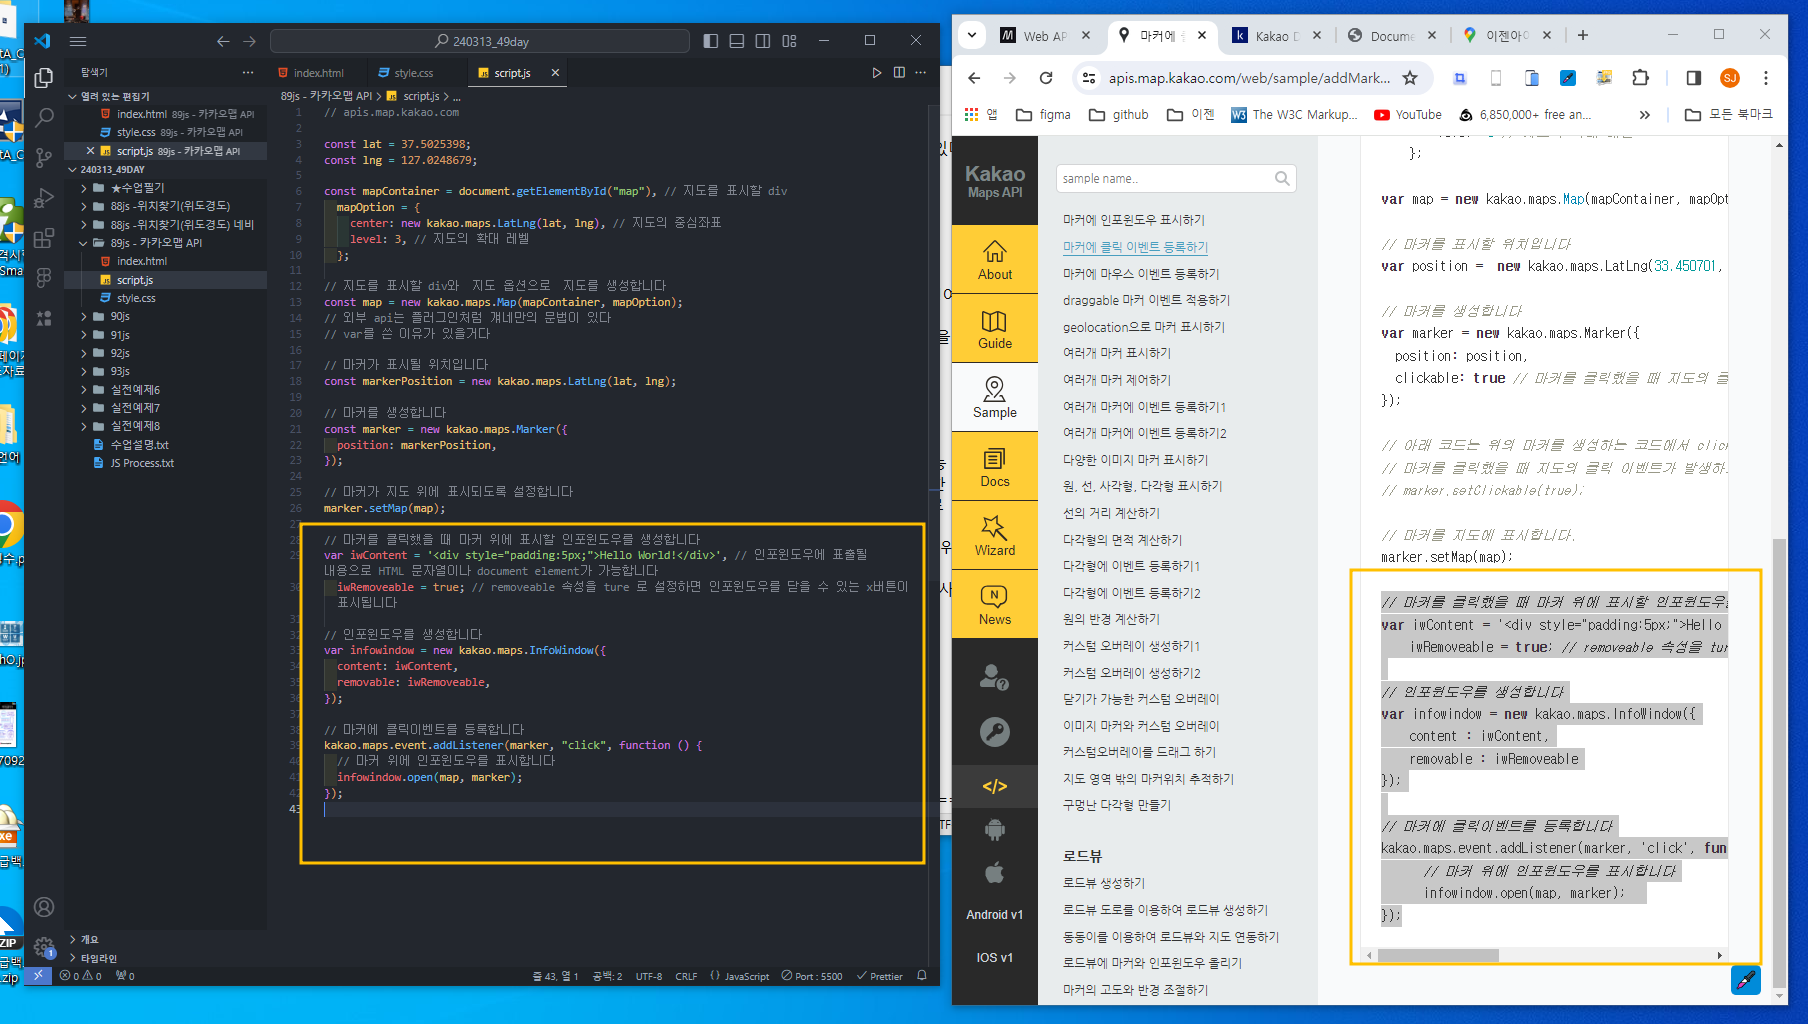 240313_49day
탐색기
index.html
style.css
script.js
열려 있는 편집기
index.html 89js - 카카오맵 API
style.css 89js - 카카오맵 API
script.js 89js - 카카오맵 API
240313_49DAY
★수업필기
88js -위치찾기(위도경도)
88js -위치찾기(위도경도) 네비
89js - 카카오맵 API
index.html
script.js
style.css
90js
91js
92js
93js
실전예제6
실전예제7
실전예제8
수업설명.txt
JS Process.txt
개요
타임라인
89js - 카카오맵 API > script.js > ...
1 // apis.map.kakao.com
2
3 const lat = 37.5025398;
4 const lng = 127.0248679;
5
6 const mapContainer = document.getElementById("map"), // 지도를 표시할 div
7 mapOption = {
8 center: new kakao.maps.LatLng(lat, lng), // 지도의 중심좌표
9 level: 3, // 지도의 확대 레벨
10 };
11
12 // 지도를 표시할 div와 지도 옵션으로 지도를 생성합니다
13 const map = new kakao.maps.Map(mapContainer, mapOption);
14 // 외부 api는 플러그인처럼 걔네만의 문법이 있다
15 // var를 쓴 이유가 있을거다
16
17 // 마커가 표시될 위치입니다
18 const markerPosition = new kakao.maps.LatLng(lat, lng);
19
20 // 마커를 생성합니다
21 const marker = new kakao.maps.Marker({
22 position: markerPosition,
23 });
24
25 // 마커가 지도 위에 표시되도록 설정합니다
26 marker.setMap(map);
27
28 // 마커를 클릭했을 때 마커 위에 표시할 인포윈도우를 생성합니다
29 var iwContent = '<div style="padding:5px;">Hello World!</div>', // 인포윈도우에 표출될
내용으로 HTML 문자열이나 document element가 가능합니다
30 iwRemoveable = true; // removeable 속성을 ture 로 설정하면 인포윈도우를 닫을 수 있는 x버튼이
표시됩니다
31
32 // 인포윈도우를 생성합니다
33 var infowindow = new kakao.maps.InfoWindow({
34 content: iwContent,
35 removable: iwRemoveable,
36 });
37
38 // 마커에 클릭이벤트를 등록합니다
39 kakao.maps.event.addListener(marker, "click", function () {
40 // 마커 위에 인포윈도우를 표시합니다
41 infowindow.open(map, marker);
42 });
43
0 0 0
줄 43, 열 1 공백: 2 UTF-8 CRLF {} JavaScript Port : 5500 Prettier
Web AP
마커에 클
Kakao D
Docume
이젠아이
apis.map.kakao.com/web/sample/addMark...
SJ
앱 figma github 이젠 The W3C Markup... YouTube 6,850,000+ free an... » 모든 북마크
Kakao
Maps API
About
Guide
Sample
Docs
Wizard
News
</>
Android v1
IOS v1
sample name..
마커에 인포윈도우 표시하기
마커에 클릭 이벤트 등록하기
마커에 마우스 이벤트 등록하기
draggable 마커 이벤트 적용하기
geolocation으로 마커 표시하기
여러개 마커 표시하기
여러개 마커 제어하기
여러개 마커에 이벤트 등록하기1
여러개 마커에 이벤트 등록하기2
다양한 이미지 마커 표시하기
원, 선, 사각형, 다각형 표시하기
선의 거리 계산하기
다각형의 면적 계산하기
다각형에 이벤트 등록하기1
다각형에 이벤트 등록하기2
원의 반경 계산하기
커스텀 오버레이 생성하기1
커스텀 오버레이 생성하기2
닫기가 가능한 커스텀 오버레이
이미지 마커와 커스텀 오버레이
커스텀오버레이를 드래그 하기
지도 영역 밖의 마커위치 추적하기
구멍난 다각형 만들기
로드뷰
로드뷰 생성하기
로드뷰 도로를 이용하여 로드뷰 생성하기
동동이를 이용하여 로드뷰와 지도 연동하기
로드뷰에 마커와 인포윈도우 올리기
마커의 고도와 반경 조절하기
};
var map = new kakao.maps.Map(mapContainer, mapOpt
// 마커를 표시할 위치입니다
var position = new kakao.maps.LatLng(33.450701,
// 마커를 생성합니다
var marker = new kakao.maps.Marker({
position: position,
clickable: true // 마커를 클릭했을 때 지도의 클
});
// 아래 코드는 위의 마커를 생성하는 코드에서 click
// 마커를 클릭했을 때 지도의 클릭 이벤트가 발생하
// marker.setClickable(true);
// 마커를 지도에 표시합니다.
marker.setMap(map);
// 마커를 클릭했을 때 마커 위에 표시할 인포윈도우
var iwContent = '<div style="padding:5px;">Hello
iwRemoveable = true; // removeable 속성을 tur
// 인포윈도우를 생성합니다
var infowindow = new kakao.maps.InfoWindow({
content : iwContent,
removable : iwRemoveable
});
// 마커에 클릭이벤트를 등록합니다
kakao.maps.event.addListener(marker, 'click', fun
// 마커 위에 인포윈도우를 표시합니다
infowindow.open(map, marker);
});